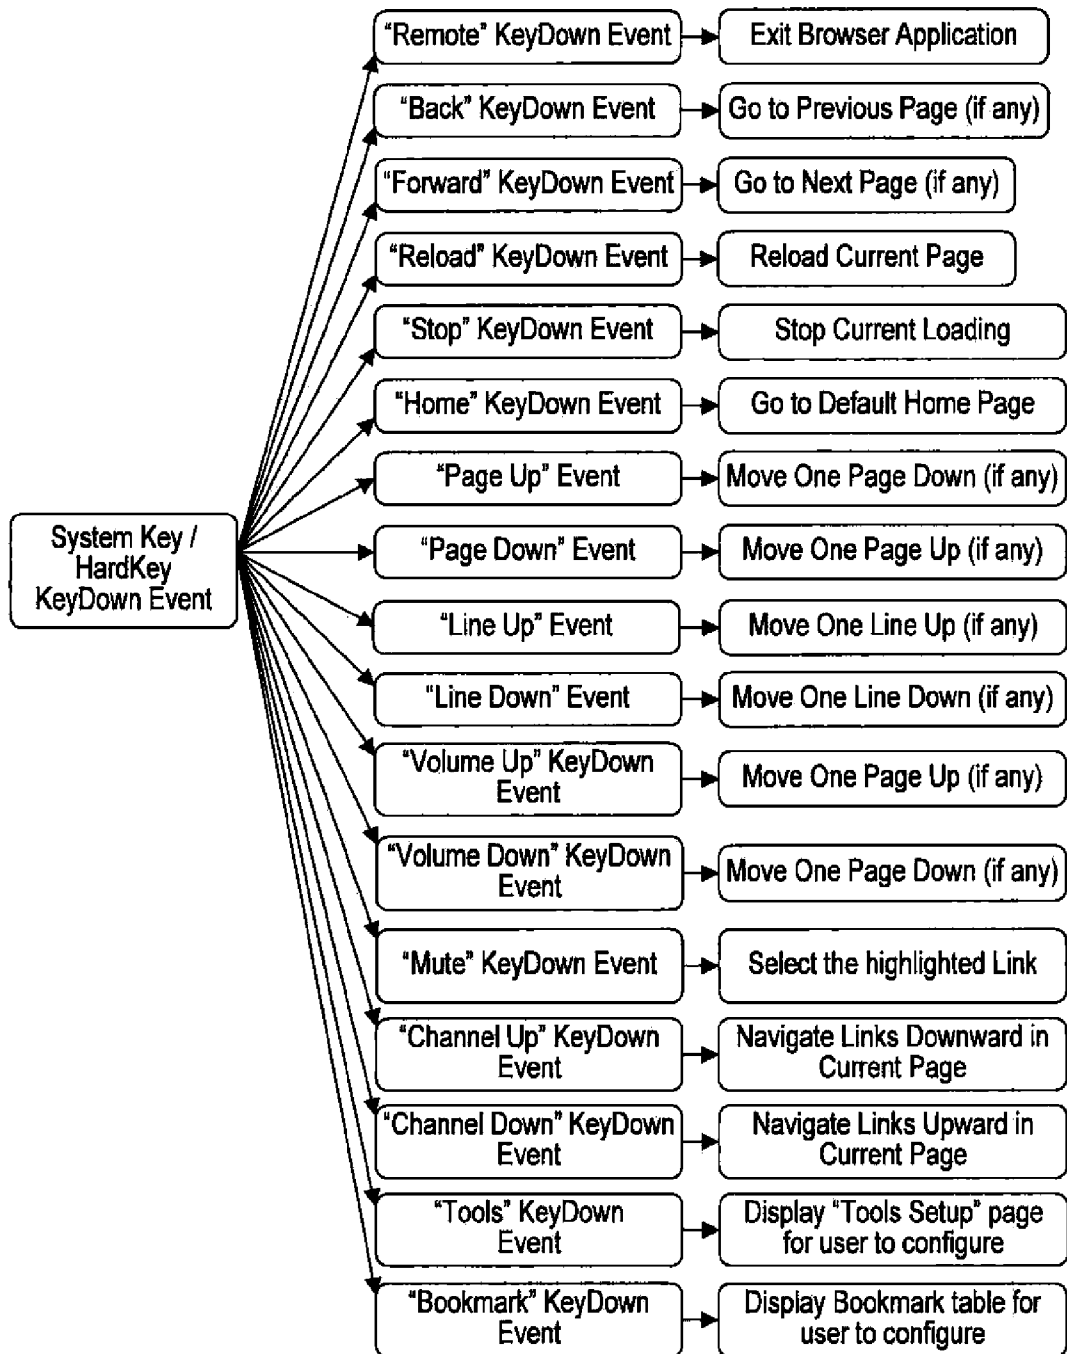 "Remote" KeyDown Event
Exit Browser Application
"Back" KeyDown Event
Go to Previous Page (if any)
"Forward" KeyDown Event
Go to Next Page (if any)
"Reload" KeyDown Event
Reload Current Page
"Stop" KeyDown Event
Stop Current Loading
"Home" KeyDown Event
Go to Default Home Page
"Page Up" Event
Move One Page Down (if any)
System Key /
HardKey
KeyDown Event
"Page Down" Event
Move One Page Up (if any)
"Line Up" Event
Move One Line Up (if any)
"Line Down" Event
Move One Line Down (if any)
"Volume Up" KeyDown
Event
Move One Page Up (if any)
"Volume Down" KeyDown
Event
Move One Page Down (if any)
"Mute" KeyDown Event
Select the highlighted Link
"Channel Up" KeyDown
Event
Navigate Links Downward in
Current Page
"Channel Down" KeyDown
Event
Navigate Links Upward in
Current Page
"Tools" KeyDown
Event
Display "Tools Setup" page
for user to configure
"Bookmark" KeyDown
Event
Display Bookmark table for
user to configure